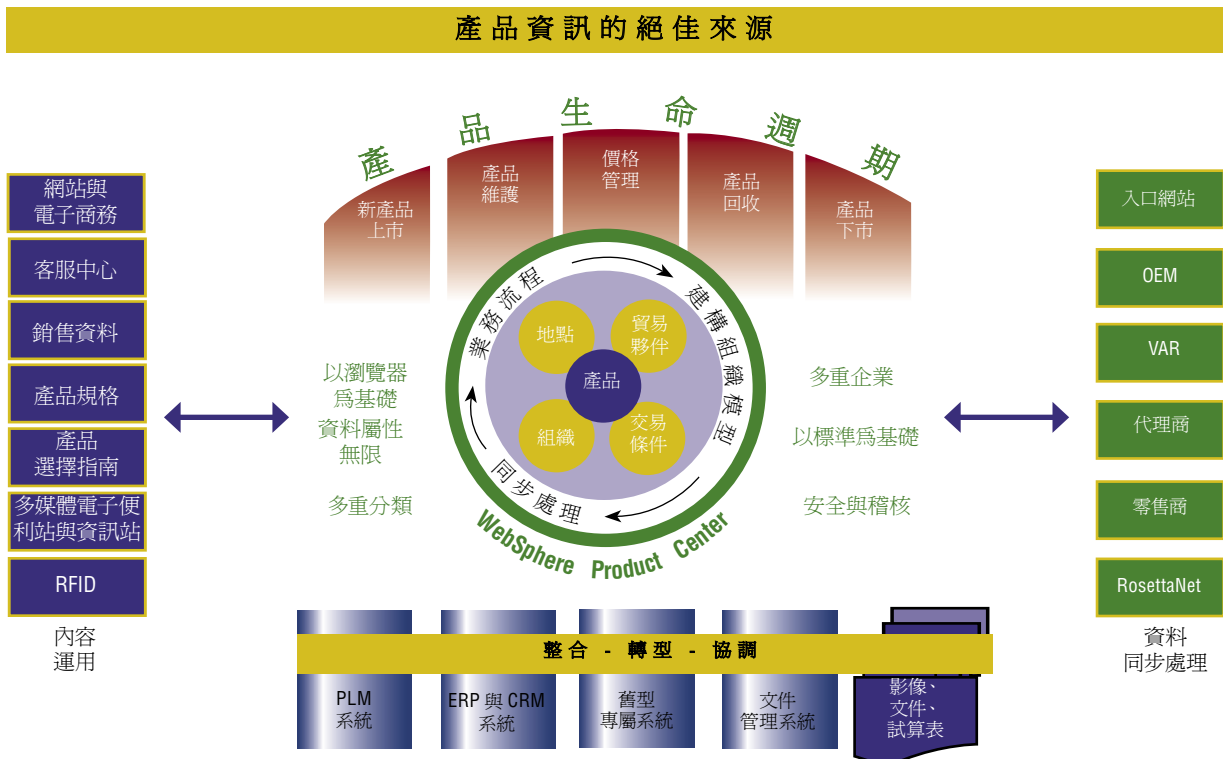 產品資訊的絕佳來源
產品生命週期
新產品
上市
產品
維護
價格
管理
產品
回收
產品
下市
網站與
電子商務
客服中心
銷售資料
產品規格
產品
選擇指南
多媒體電子便
利站與資訊站
RFID
內容
運用
以瀏覽器
為基礎
資料屬性
無限
多重分類
業務流程
建構組織模型
同步處理
地點
貿易
夥伴
產品
組織
交易
條件
WebSphere Product Center
多重企業
以標準為基礎
安全與稽核
入口網站
OEM
VAR
代理商
零售商
RosettaNet
資料
同步處理
整合 - 轉型 - 協調
PLM
系統
ERP 與 CRM
系統
舊型
專屬系統
文件
管理系統
影像、
文件、
試算表